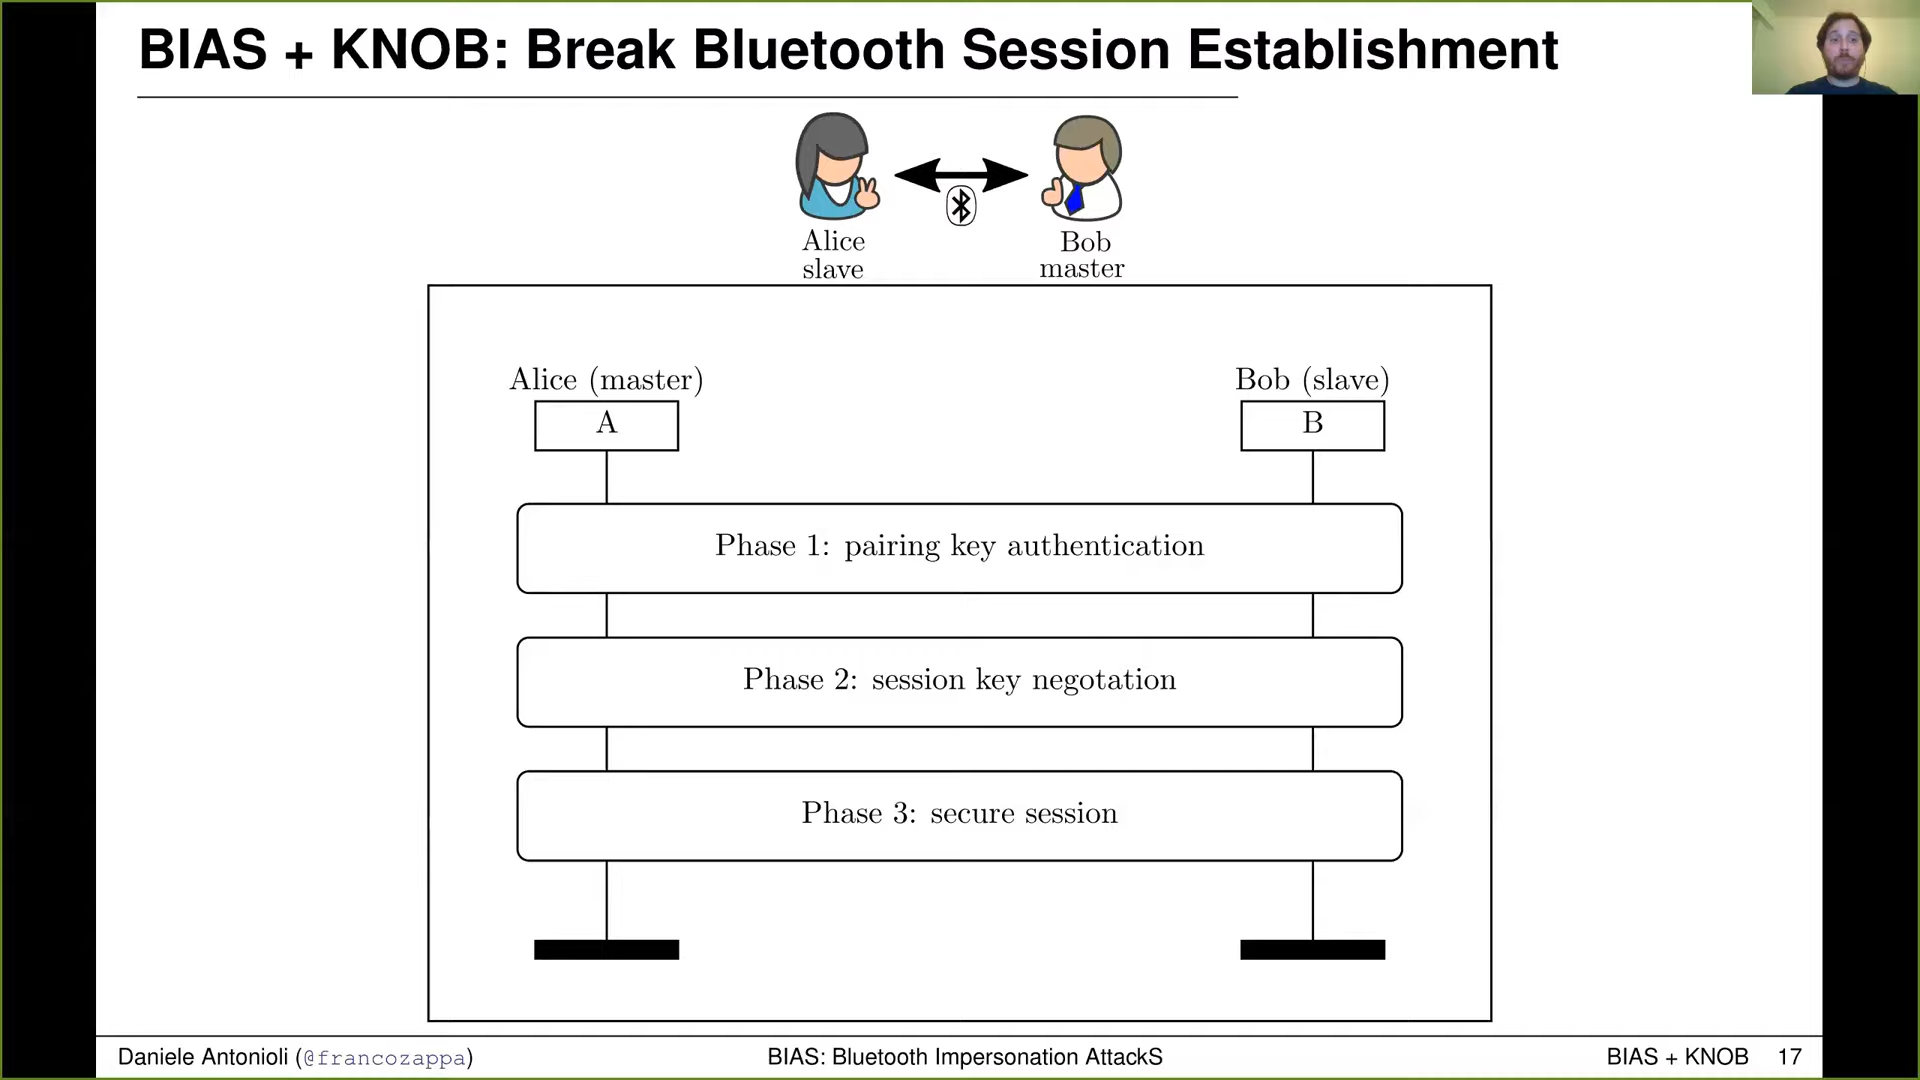 BIAS + KNOB: Break Bluetooth Session Establishment
Alice
slave
Bob
master
Alice (master)
Bob (slave)
A
B
Phase 1: pairing key authentication
Phase 2: session key negotation
Phase 3: secure session
Daniele Antonioli (@francozappa)
BIAS: Bluetooth Impersonation AttackS
BIAS + KNOB 17